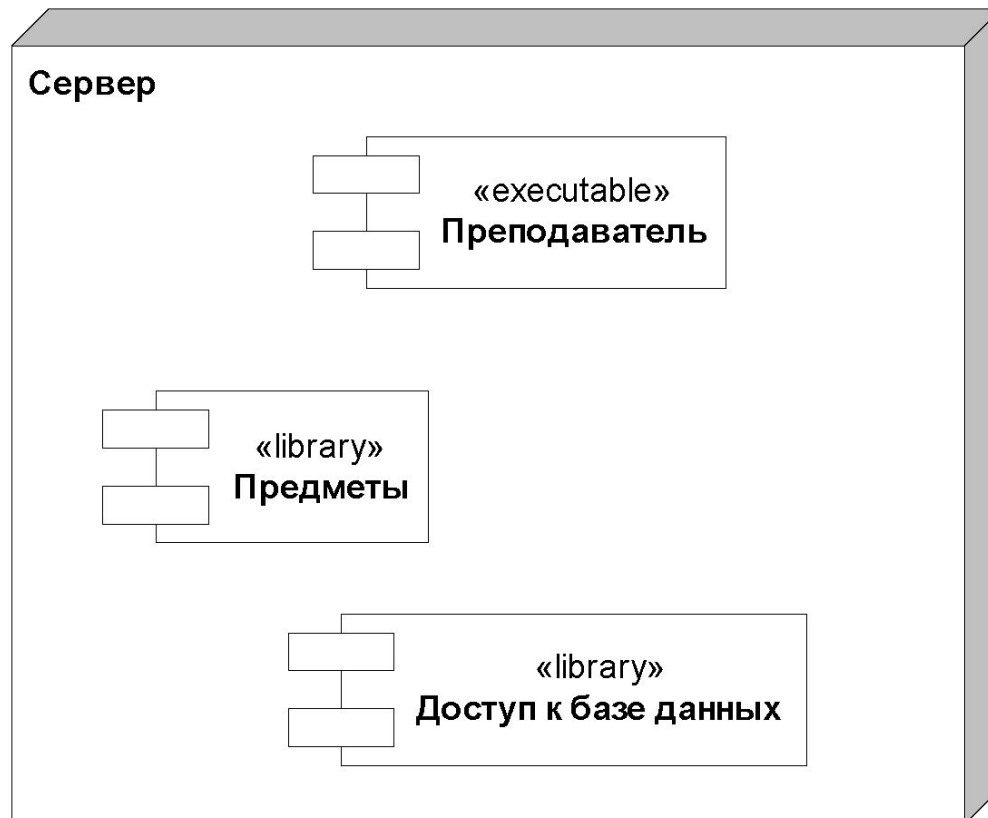 Сервер
«executable»
Преподаватель
«library»
Предметы
«library»
Доступ к базе данных